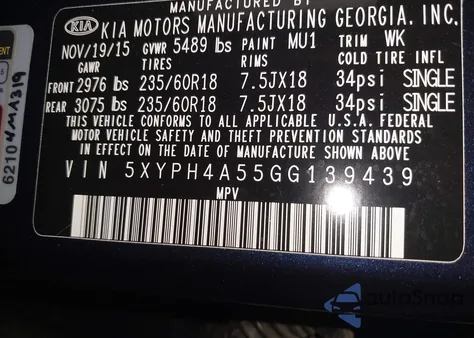 MANUFACTURED BY
KIA KIA MOTORS MANUFACTURING GEORGIA, INC.
NOV/19/15 GVWR 5489 lbs PAINT MU1 TRIM WK
GAWR TIRES RIMS COLD TIRE INFL
FRONT 2976 lbs 235/60R18 7.5JX18 34psi SINGLE
REAR 3075 lbs 235/60R18 7.5JX18 34psi SINGLE
THIS VEHICLE CONFORMS TO ALL APPLICABLE U.S.A. FEDERAL
MOTOR VEHICLE SAFETY AND THEFT PREVENTION STANDARDS
IN EFFECT ON THE DATE OF MANUFACTURE SHOWN ABOVE
VIN 5XYPH4A55GG139439
MPV